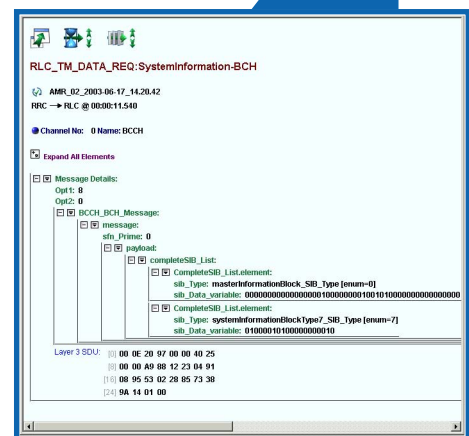 RLC_TM_DATA_REQ:SystemInformation-BCH
AMR_02_2003-06-17_14.20.42
RRC → RLC @ 00:00:11.540
Channel No: 0 Name: BCCH
Expand All Elements
Message Details:
Opt1: 8
Opt2: 0
BCCH_BCH_Message:
message:
sfn_Prime: 0
payload:
completeSIB_List:
CompleteSIB_List.element:
sib_Type: masterInformationBlock_SIB_Type [enum=0]
sib_Data_variable:
CompleteSIB_List.element:
sib_Type: systemInformationBlockType7_SIB_Type [enum=7]
sib_Data_variable: 01000010100000000010
Layer 3 SDU: [0] 00 0E 20 97 00 00 40 25
[8] 00 00 A9 88 12 23 04 91
[16] 08 95 53 02 28 85 73 38
[24] 9A 14 01 00